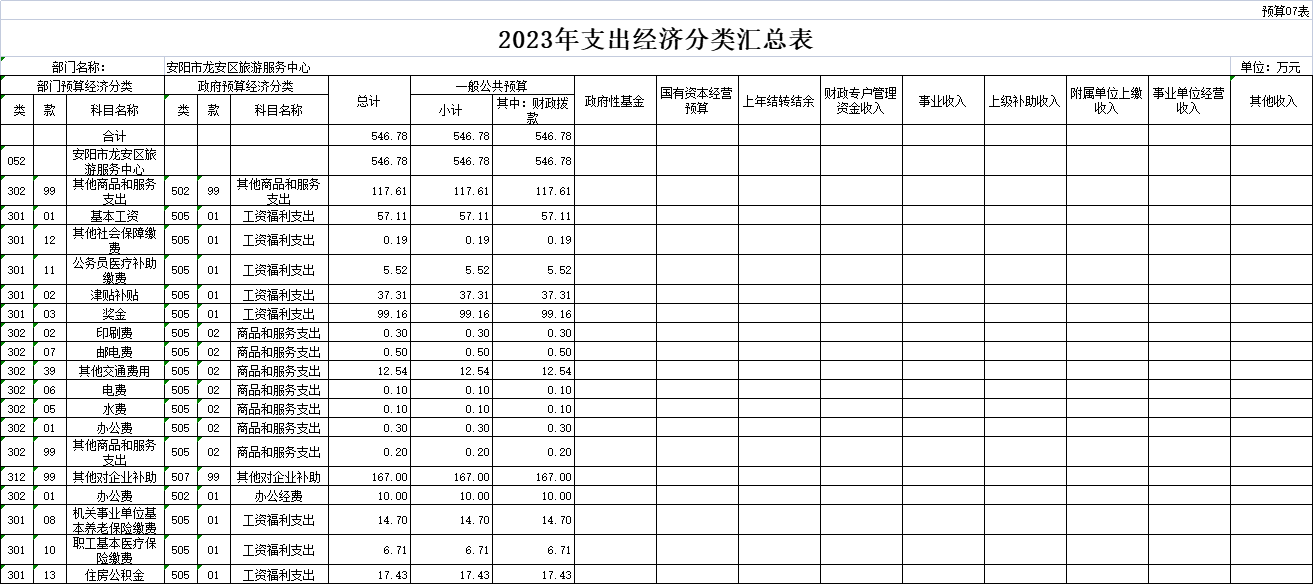 预算07表
2023年支出经济分类汇总表
部门名称： 安阳市龙安区旅游服务中心 单位：万元
部门预算经济分类 政府预算经济分类 总计 一般公共预算 政府性基金 国有资本经营预算 上年结转结余 财政专户管理资金收入 事业收入 上级补助收入 附属单位上缴收入 事业单位经营收入 其他收入
类 款 科目名称 类 款 科目名称 小计 其中：财政拨款
合计 546.78 546.78 546.78
052 安阳市龙安区旅游服务中心 546.78 546.78 546.78
302 99 其他商品和服务支出 502 99 其他商品和服务支出 117.61 117.61 117.61
301 01 基本工资 505 01 工资福利支出 57.11 57.11 57.11
301 12 其他社会保障缴费 505 01 工资福利支出 0.19 0.19 0.19
301 11 公务员医疗补助缴费 505 01 工资福利支出 5.52 5.52 5.52
301 02 津贴补贴 505 01 工资福利支出 37.31 37.31 37.31
301 03 奖金 505 01 工资福利支出 99.16 99.16 99.16
302 02 印刷费 505 02 商品和服务支出 0.30 0.30 0.30
302 07 邮电费 505 02 商品和服务支出 0.50 0.50 0.50
302 39 其他交通费用 505 02 商品和服务支出 12.54 12.54 12.54
302 06 电费 505 02 商品和服务支出 0.10 0.10 0.10
302 05 水费 505 02 商品和服务支出 0.10 0.10 0.10
302 01 办公费 505 02 商品和服务支出 0.30 0.30 0.30
302 99 其他商品和服务支出 505 02 商品和服务支出 0.20 0.20 0.20
312 99 其他对企业补助 507 99 其他对企业补助 167.00 167.00 167.00
302 01 办公费 502 01 办公经费 10.00 10.00 10.00
301 08 机关事业单位基本养老保险缴费 505 01 工资福利支出 14.70 14.70 14.70
301 10 职工基本医疗保险缴费 505 01 工资福利支出 6.71 6.71 6.71
301 13 住房公积金 505 01 工资福利支出 17.43 17.43 17.43